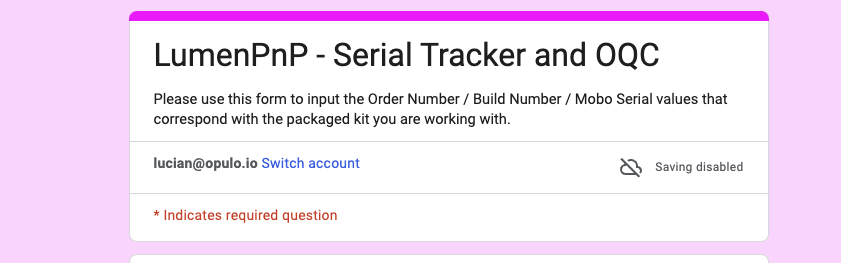 LumenPnP - Serial Tracker and OQC
Please use this form to input the Order Number / Build Number / Mobo Serial values that
correspond with the packaged kit you are working with.
lucian@opulo.io Switch account
Saving disabled
* Indicates required question